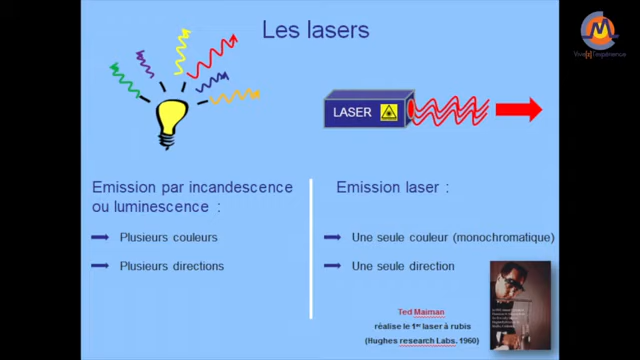 Les lasers
LASER
Emission par incandescence
ou luminescence :
Plusieurs couleurs
Plusieurs directions
Emission laser :
Une seule couleur (monochromatique)
Une seule direction
Ted Maiman
réalise le 1er laser à rubis
(Hughes research Labs. 1960)